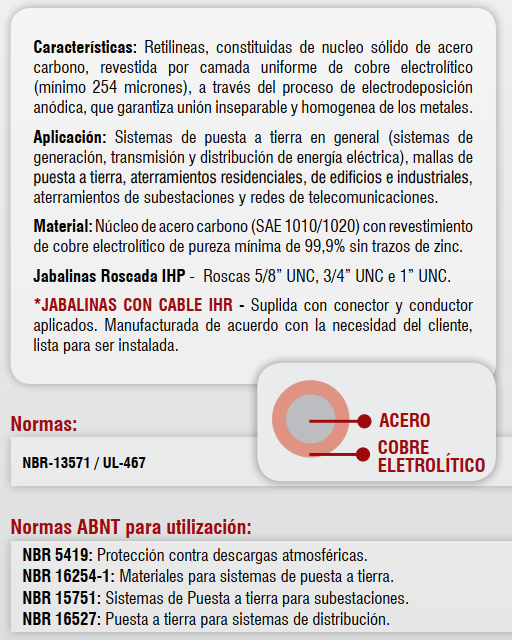 Características: Retilineas, constituidas de nucleo sólido de acero
carbono, revestida por camada uniforme de cobre electrolítico
(mínimo 254 micrones), a través del proceso de electrodeposición
anódica, que garantiza unión inseparable y homogenea de los metales.
Aplicación: Sistemas de puesta a tierra en general (sistemas de
generación, transmisión y distribución de energía eléctrica), mallas de
puesta a tierra, aterramientos residenciales, de edificios e industriales,
aterramientos de subestaciones y redes de telecomunicaciones.
Material: Núcleo de acero carbono (SAE 1010/1020) con revestimiento
de cobre electrolítico de pureza mínima de 99,9% sin trazos de zinc.
Jabalinas Roscada IHP - Roscas 5/8” UNC, 3/4” UNC e 1” UNC.
*JABALINAS CON CABLE IHR - Suplida con conector y conductor
aplicados. Manufacturada de acuerdo con la necesidad del cliente,
lista para ser instalada.
ACERO
COBRE
ELETROLÍTICO
Normas:
NBR-13571 / UL-467
Normas ABNT para utilización:
NBR 5419: Protección contra descargas atmosféricas.
NBR 16254-1: Materiales para sistemas de puesta a tierra.
NBR 15751: Sistemas de Puesta a tierra para subestaciones.
NBR 16527: Puesta a tierra para sistemas de distribución.